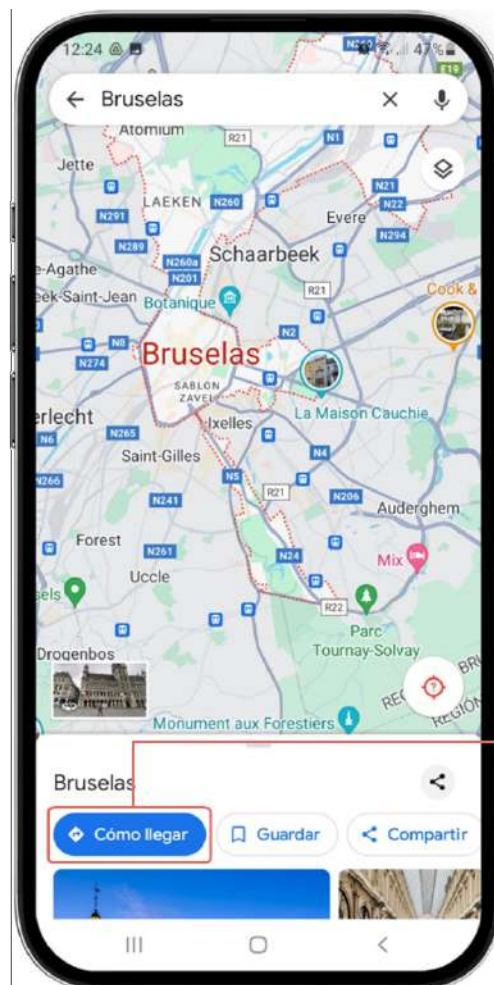 12:24
47%
E19
Bruselas
Atomium
R21
N1
Jette
N21
LAEKEN
N260
N22
N291
Evere
N294
N289
N260a
Schaarbeek
N201
-Agathe
R21
eek-Saint-Jean
Botanique
Cook &
N8
N2
N274
Bruselas
SABLON
ZAVEL
La Maison Cauchie
erlecht
Ixelles
N6
N265
N4
Saint-Gilles
N266
N5
R21
N206
N241
Auderghem
Forest
N261
N24
Mix
Uccle
sels
R22
Parc
Tournay-Solvay
Drogenbos
BRU
REGIÓN
Monument aux Forestiers
Bruselas
Cómo llegar
Guardar
Compartir